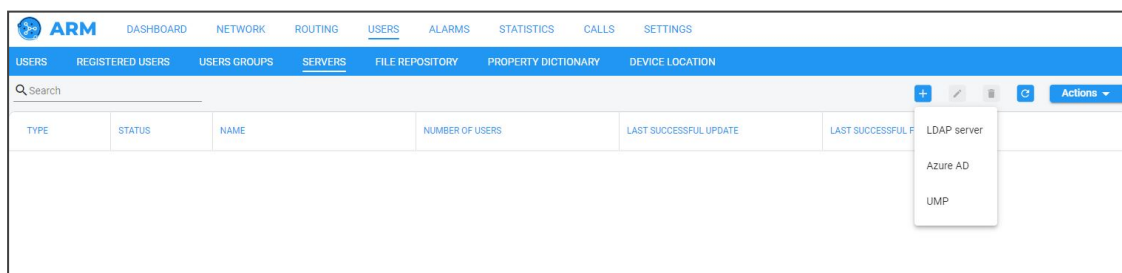 ARM DASHBOARD NETWORK ROUTING USERS ALARMS STATISTICS CALLS SETTINGS
USERS REGISTERED USERS USERS GROUPS SERVERS FILE REPOSITORY PROPERTY DICTIONARY DEVICE LOCATION
Search Actions
TYPE STATUS NAME NUMBER OF USERS LAST SUCCESSFUL UPDATE LAST SUCCESSFUL F
LDAP server
Azure AD
UMP